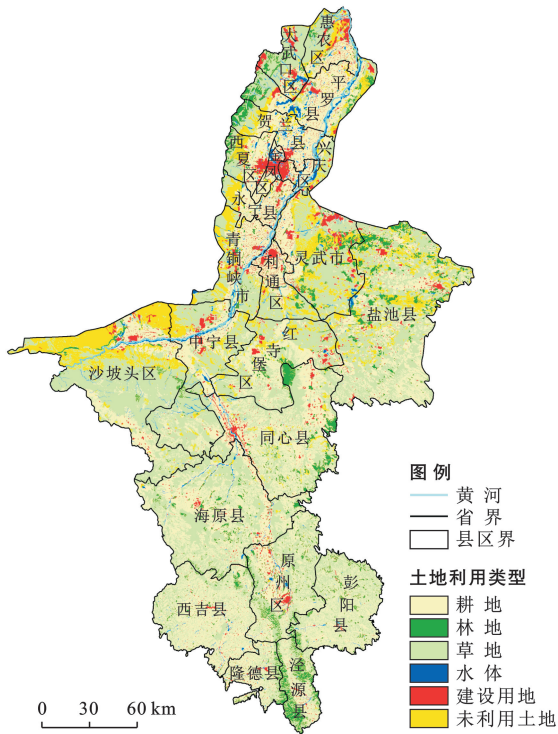 惠农区
大武口区
平罗县
贺兰县
西夏区
金凤区
兴庆区
永宁县
青铜峡市
利通区
灵武市
盐池县
中宁县
沙坡头区
红寺堡区
同心县
海原县
原州区
西吉县
彭阳县
隆德县
泾源县
图例
黄河
省界
县区界
土地利用类型
耕地
林地
草地
水体
建设用地
未利用土地
0 30 60 km